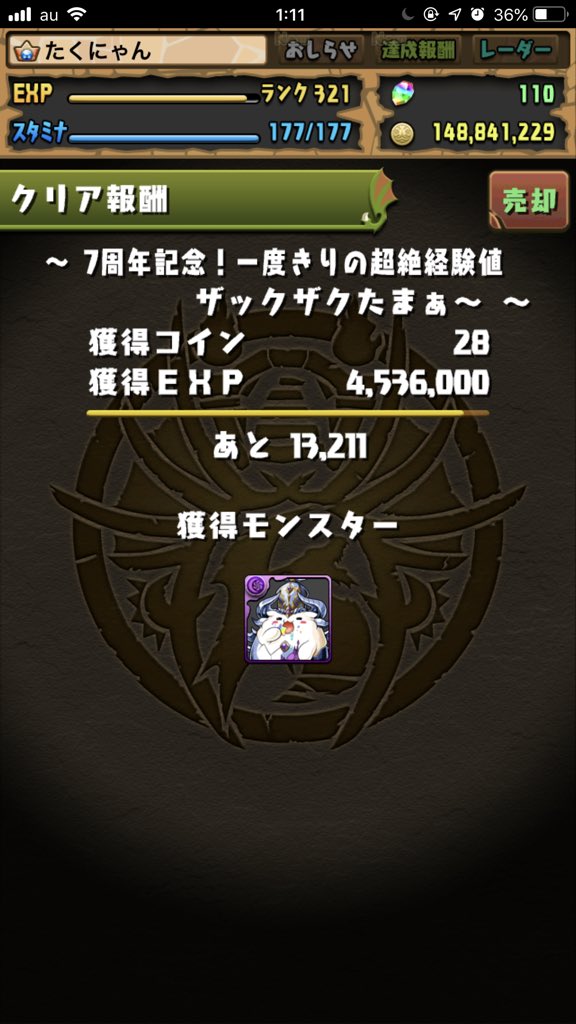 au 1:11 36%
たくにゃん おしらせ 達成報酬 レーダー
EXP ランク321 110
スタミナ 177/177 148,841,229
クリア報酬 売却
～ 7周年記念！一度きりの超絶経験値
ザックザクたまぁ～ ～
獲得コイン 28
獲得EXP 4,536,000
あと 13,211
獲得モンスター